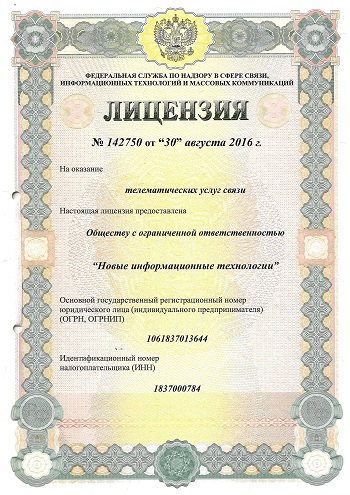 ФЕДЕРАЛЬНАЯ СЛУЖБА ПО НАДЗОРУ В СФЕРЕ СВЯЗИ,
ИНФОРМАЦИОННЫХ ТЕХНОЛОГИЙ И МАССОВЫХ КОММУНИКАЦИЙ
ЛИЦЕНЗИЯ
№ 142750 от “30” августа 2016 г.
На оказание
телематических услуг связи
Настоящая лицензия предоставлена
Обществу с ограниченной ответственностью
“Новые информационные технологии”
Основной государственный регистрационный номер
юридического лица (индивидуального предпринимателя)
(ОГРН, ОГРНИП)
1061837013644
Идентификационный номер
налогоплательщика (ИНН)
1837000784